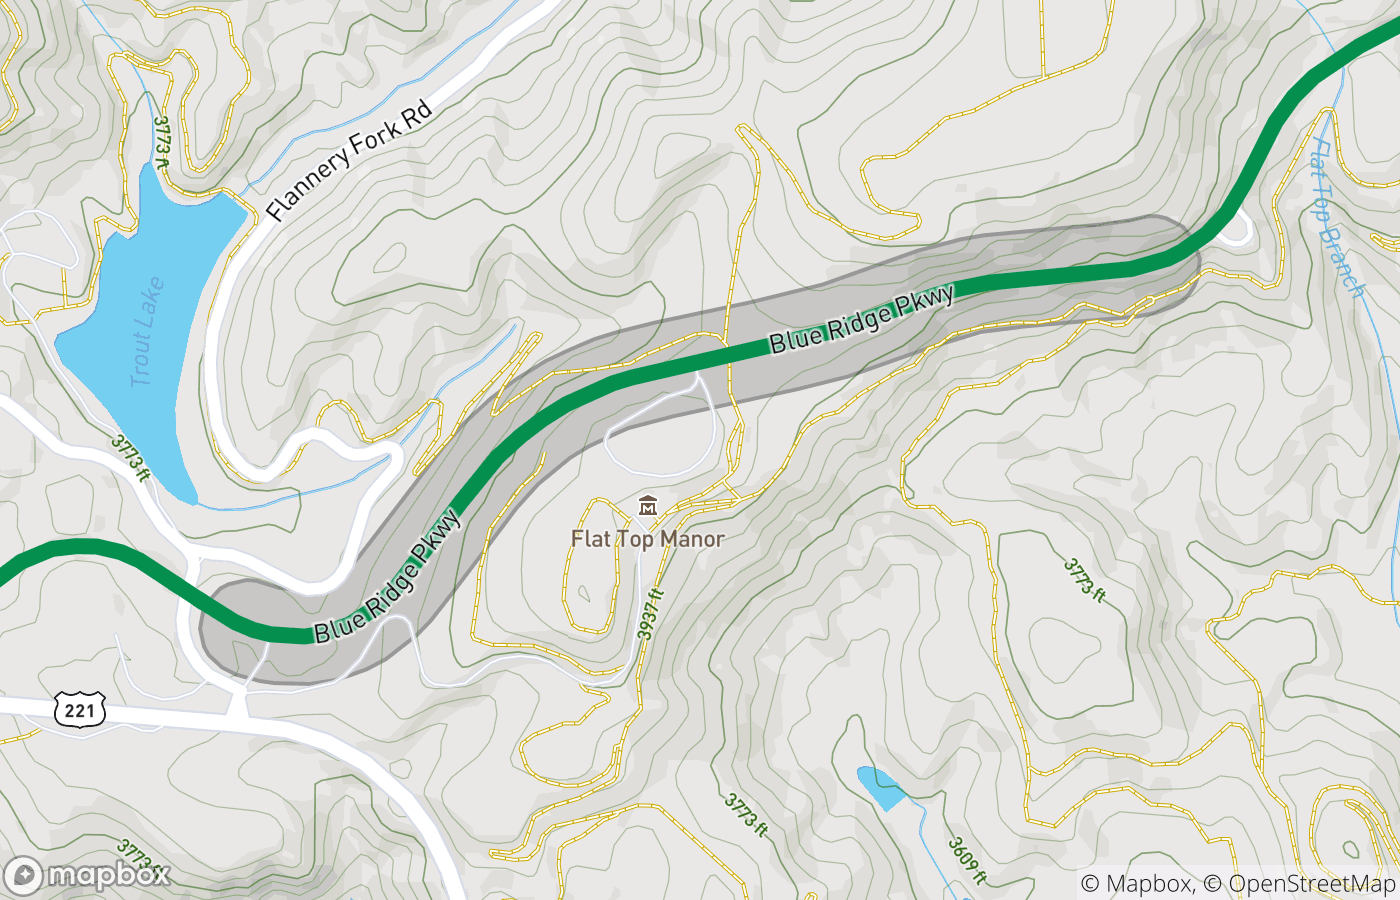 Flannery Fork Rd
3773 ft
Flat Top Branch
Trout Lake
Blue Ridge Pkwy
3773 ft
Flat Top Manor
Blue Ridge Pkwy
3773 ft
3937 ft
221
3773 ft
3773 ft
3609 ft
mapbox
© Mapbox, © OpenStreetMap